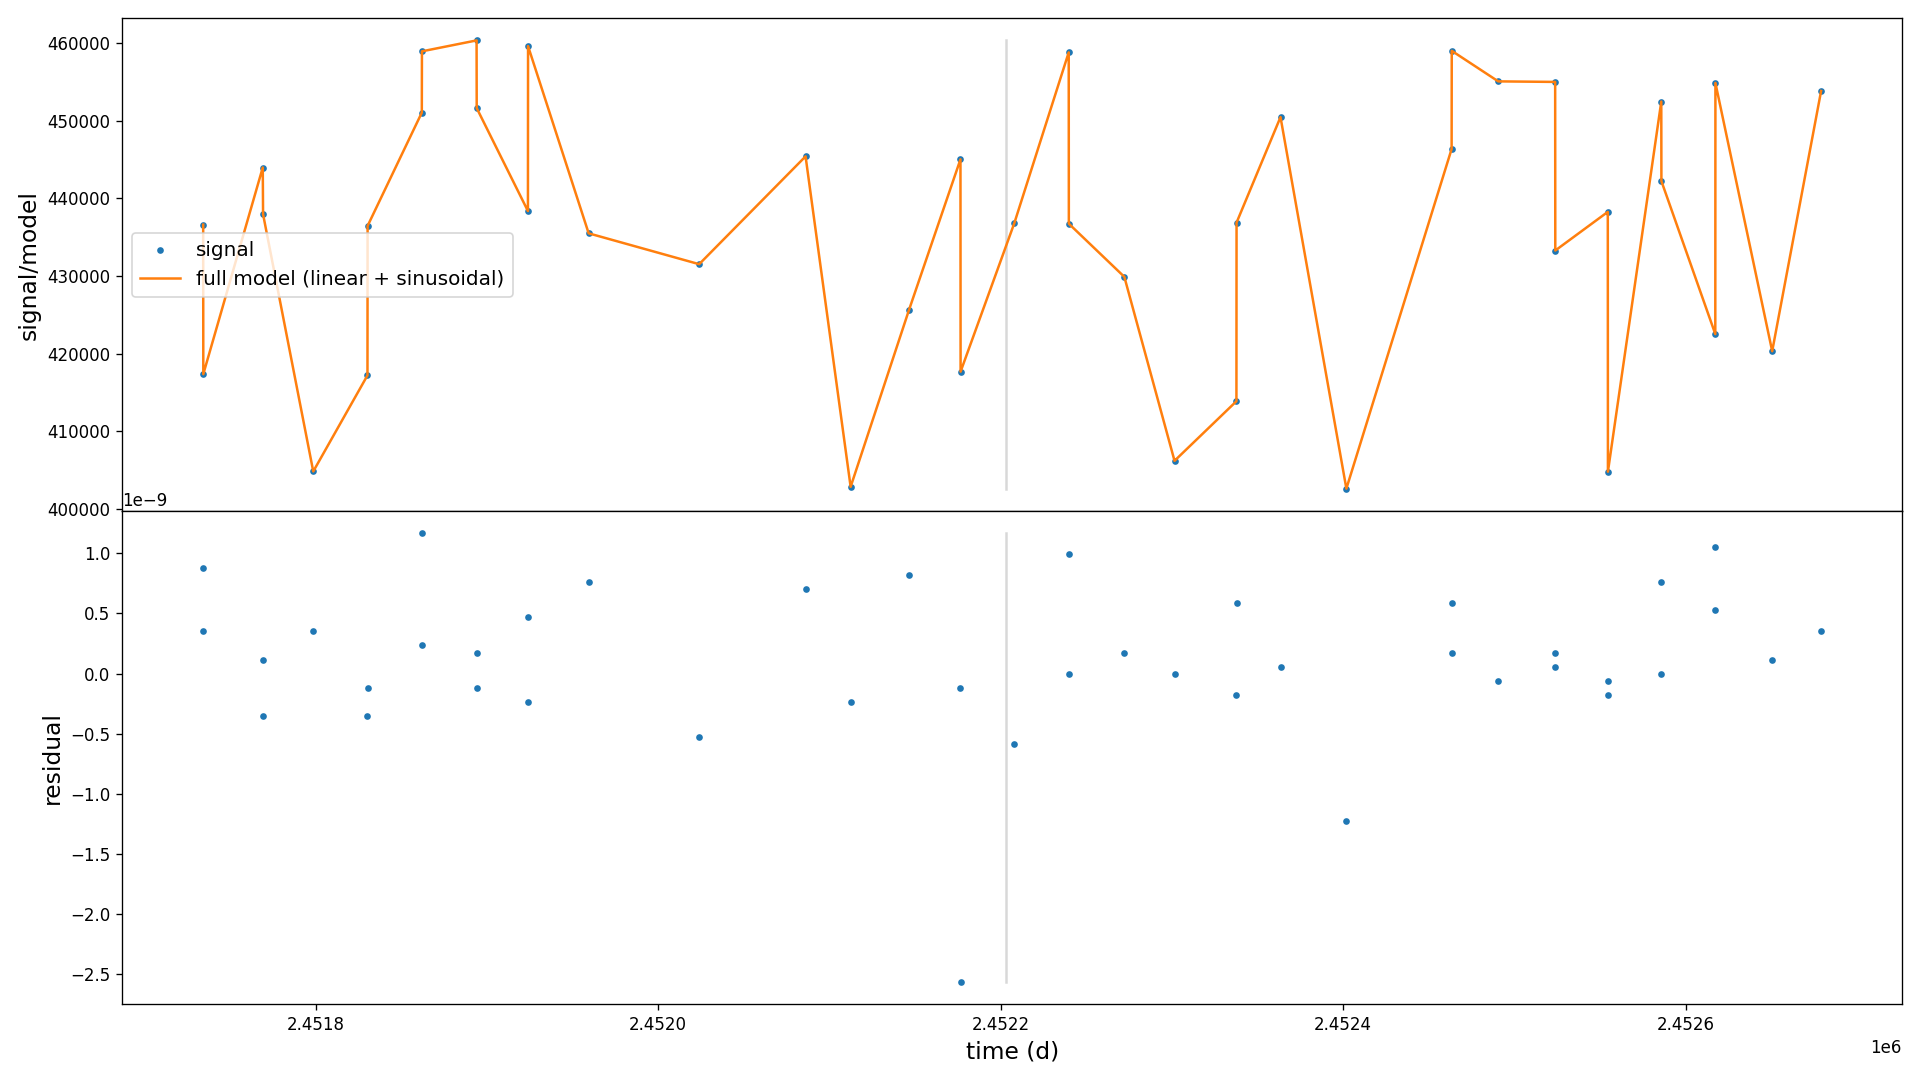 460000
450000
440000
430000
420000
410000
400000
signal/model
signal
full model (linear + sinusoidal)
1e−9
1.0
0.5
0.0
−0.5
−1.0
−1.5
−2.0
−2.5
residual
2.4518
2.4520
2.4522
2.4524
2.4526
time (d)
1e6